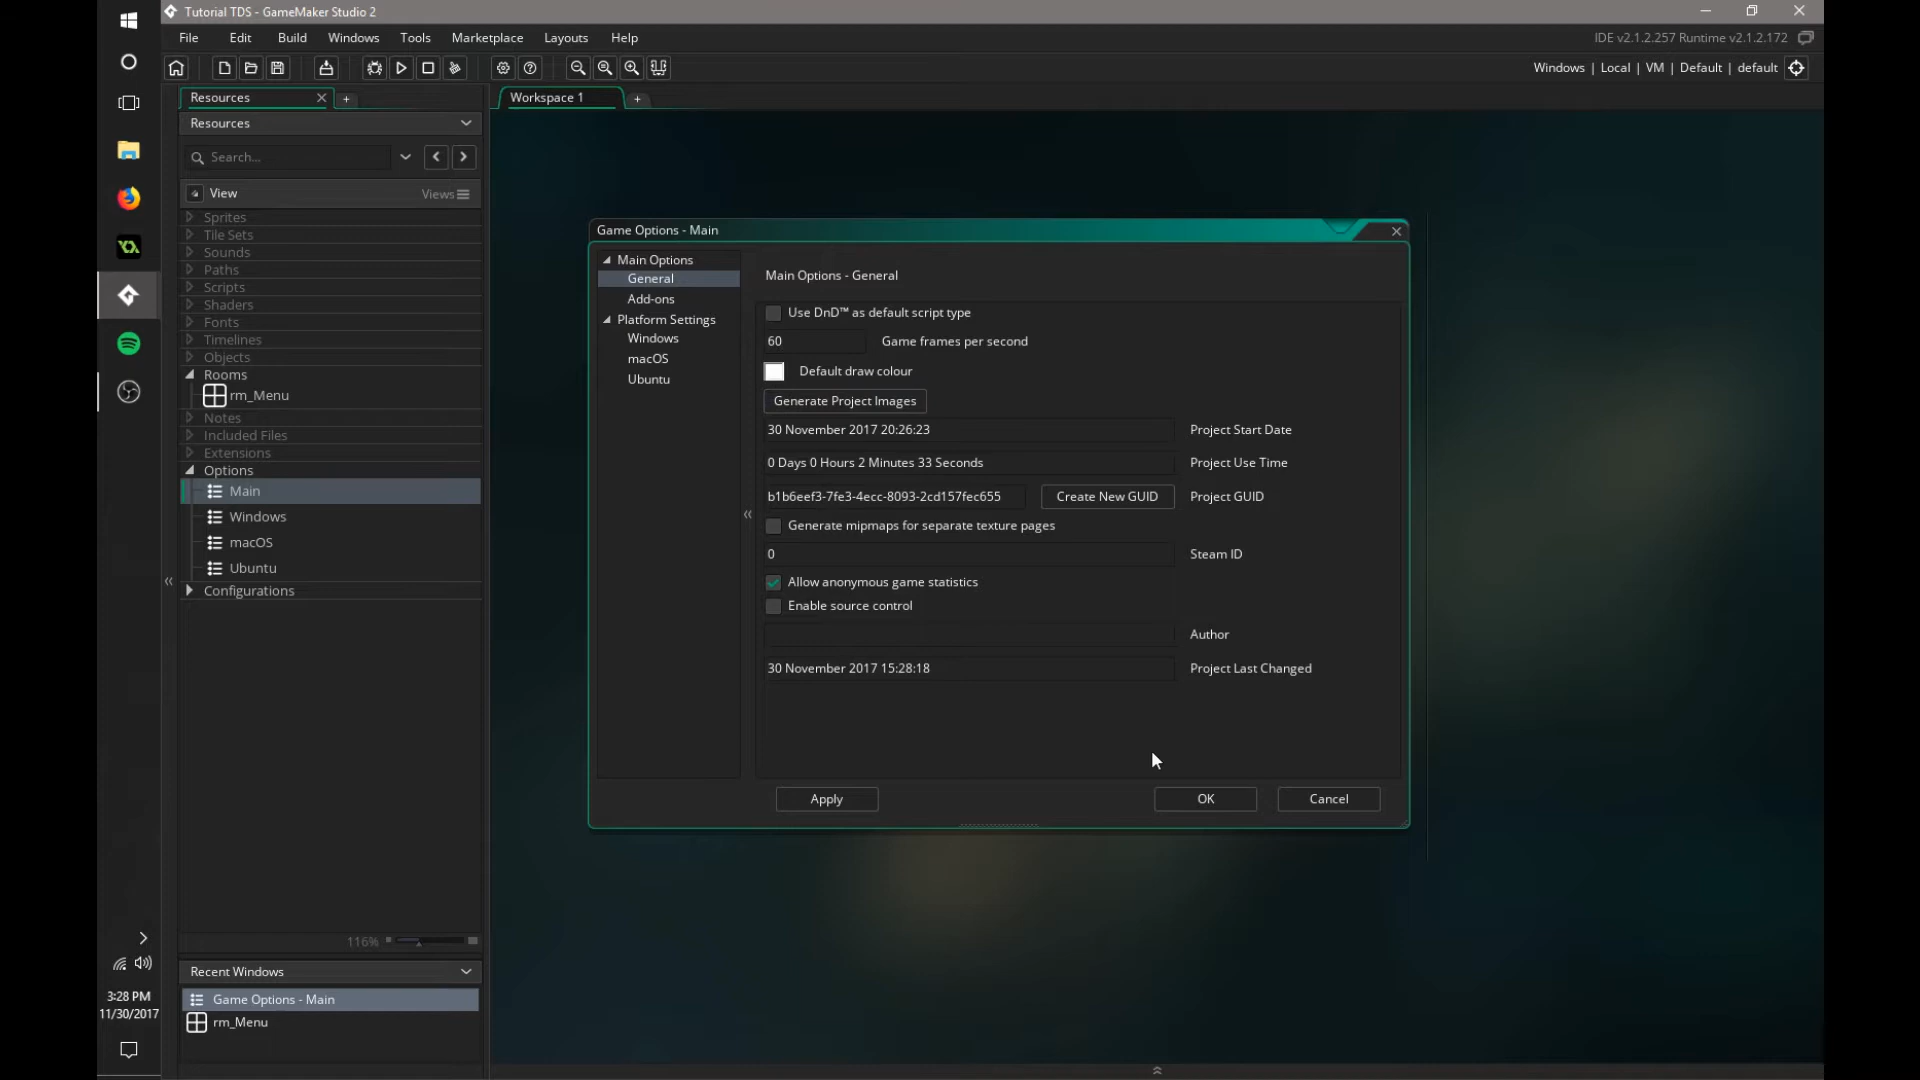 Tutorial TDS - GameMaker Studio 2
File Edit Build Windows Tools Marketplace Layouts Help
IDE v2.1.2.257 Runtime v2.1.2.172
Windows | Local | VM | Default | default
Resources
Workspace 1
Resources
Search...
View
Views
Sprites
Tile Sets
Sounds
Paths
Scripts
Shaders
Fonts
Timelines
Objects
Rooms
rm_Menu
Notes
Included Files
Extensions
Options
Main
Windows
macOS
Ubuntu
Configurations
116%
Recent Windows
Game Options - Main
rm_Menu
Game Options - Main
Main Options
General
Add-ons
Platform Settings
Windows
macOS
Ubuntu
Main Options - General
Use DnD™ as default script type
60 Game frames per second
Default draw colour
Generate Project Images
30 November 2017 20:26:23 Project Start Date
0 Days 0 Hours 2 Minutes 33 Seconds Project Use Time
b1b6eef3-7fe3-4ecc-8093-2cd157fec655 Create New GUID Project GUID
Generate mipmaps for separate texture pages
0 Steam ID
Allow anonymous game statistics
Enable source control
Author
30 November 2017 15:28:18 Project Last Changed
Apply OK Cancel
3:28 PM
11/30/2017